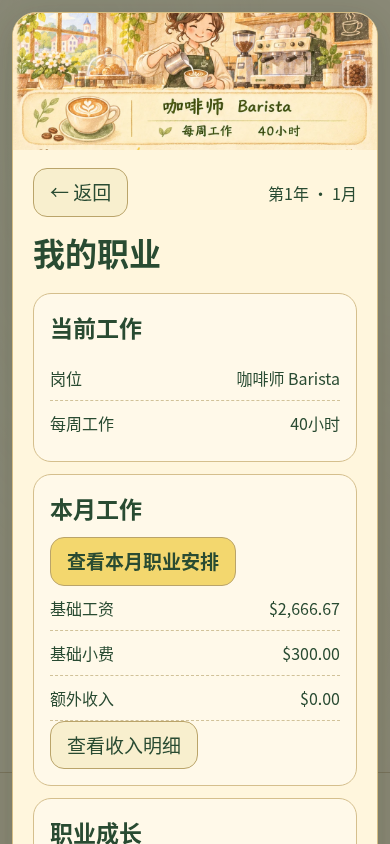 咖啡师 Barista
每周工作 40小时
← 返回
第1年 · 1月
我的职业
当前工作
岗位 咖啡师 Barista
每周工作 40小时
本月工作
查看本月职业安排
基础工资 $2,666.67
基础小费 $300.00
额外收入 $0.00
查看收入明细
职业成长